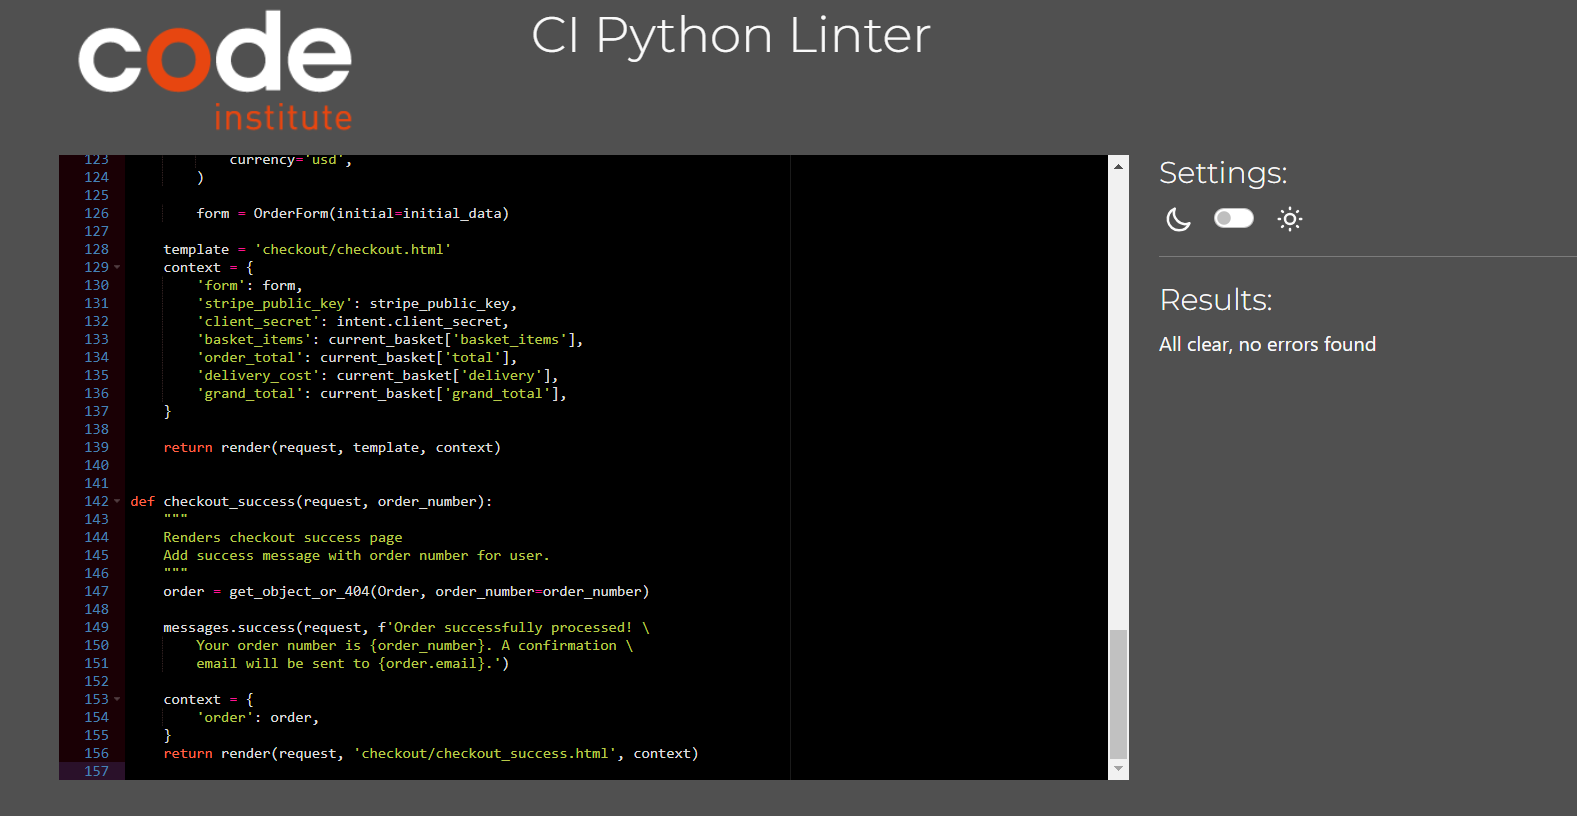 code
institute
CI Python Linter
123             currency='usd',
124         )
125
126         form = OrderForm(initial=initial_data)
127
128     template = 'checkout/checkout.html'
129     context = {
130         'form': form,
131         'stripe_public_key': stripe_public_key,
132         'client_secret': intent.client_secret,
133         'basket_items': current_basket['basket_items'],
134         'order_total': current_basket['total'],
135         'delivery_cost': current_basket['delivery'],
136         'grand_total': current_basket['grand_total'],
137     }
138
139     return render(request, template, context)
140
141
142 def checkout_success(request, order_number):
143     """
144     Renders checkout success page
145     Add success message with order number for user.
146     """
147     order = get_object_or_404(Order, order_number=order_number)
148
149     messages.success(request, f'Order successfully processed! \
150         Your order number is {order_number}. A confirmation \
151         email will be sent to {order.email}.')
152
153     context = {
154         'order': order,
155     }
156     return render(request, 'checkout/checkout_success.html', context)
157
Settings:
Results:
All clear, no errors found